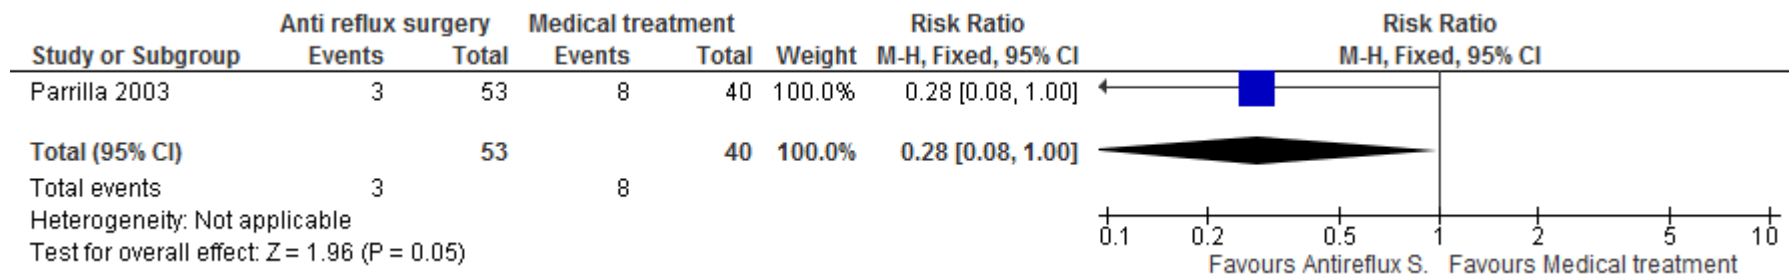 Anti reflux surgery Medical treatment Risk Ratio Risk Ratio
Study or Subgroup Events Total Events Total Weight M-H, Fixed, 95% CI M-H, Fixed, 95% CI
Parrilla 2003 3 53 8 40 100.0% 0.28 [0.08, 1.00]
Total (95% CI) 53 40 100.0% 0.28 [0.08, 1.00]
Total events 3 8
Heterogeneity: Not applicable
Test for overall effect: Z = 1.96 (P = 0.05)
0.1 0.2 0.5 1 2 5 10
Favours Antireflux S. Favours Medical treatment